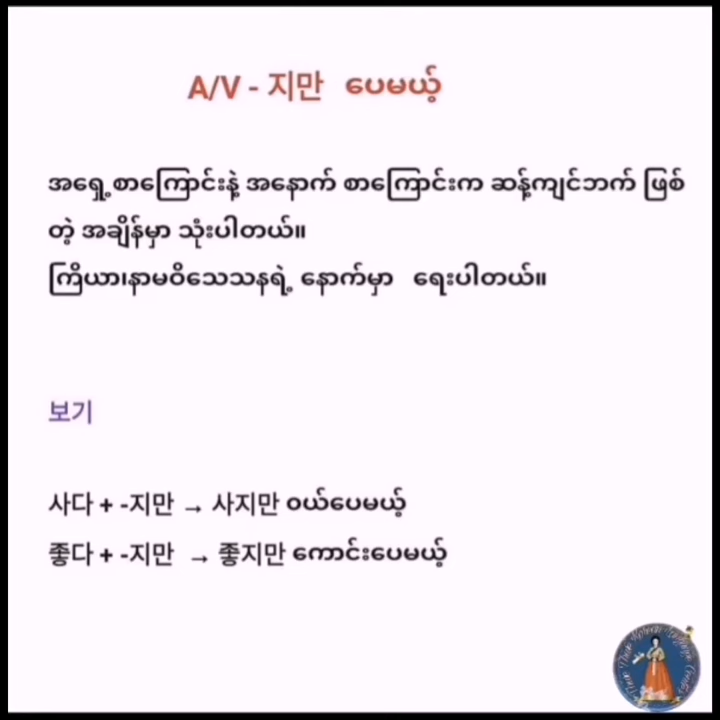 A/V - 지만 ပေမယ့်
အရှေ့စာကြောင်းနဲ့ အနောက် စာကြောင်းက ဆန့်ကျင်ဘက် ဖြစ်
တဲ့ အချိန်မှာ သုံးပါတယ်။
ကြိယာ၊နာမဝိသေသနရဲ့ နောက်မှာ ရေးပါတယ်။
보기
사다 + -지만 → 사지만 ဝယ်ပေမယ့်
좋다 + -지만 → 좋지만 ကောင်းပေမယ့်